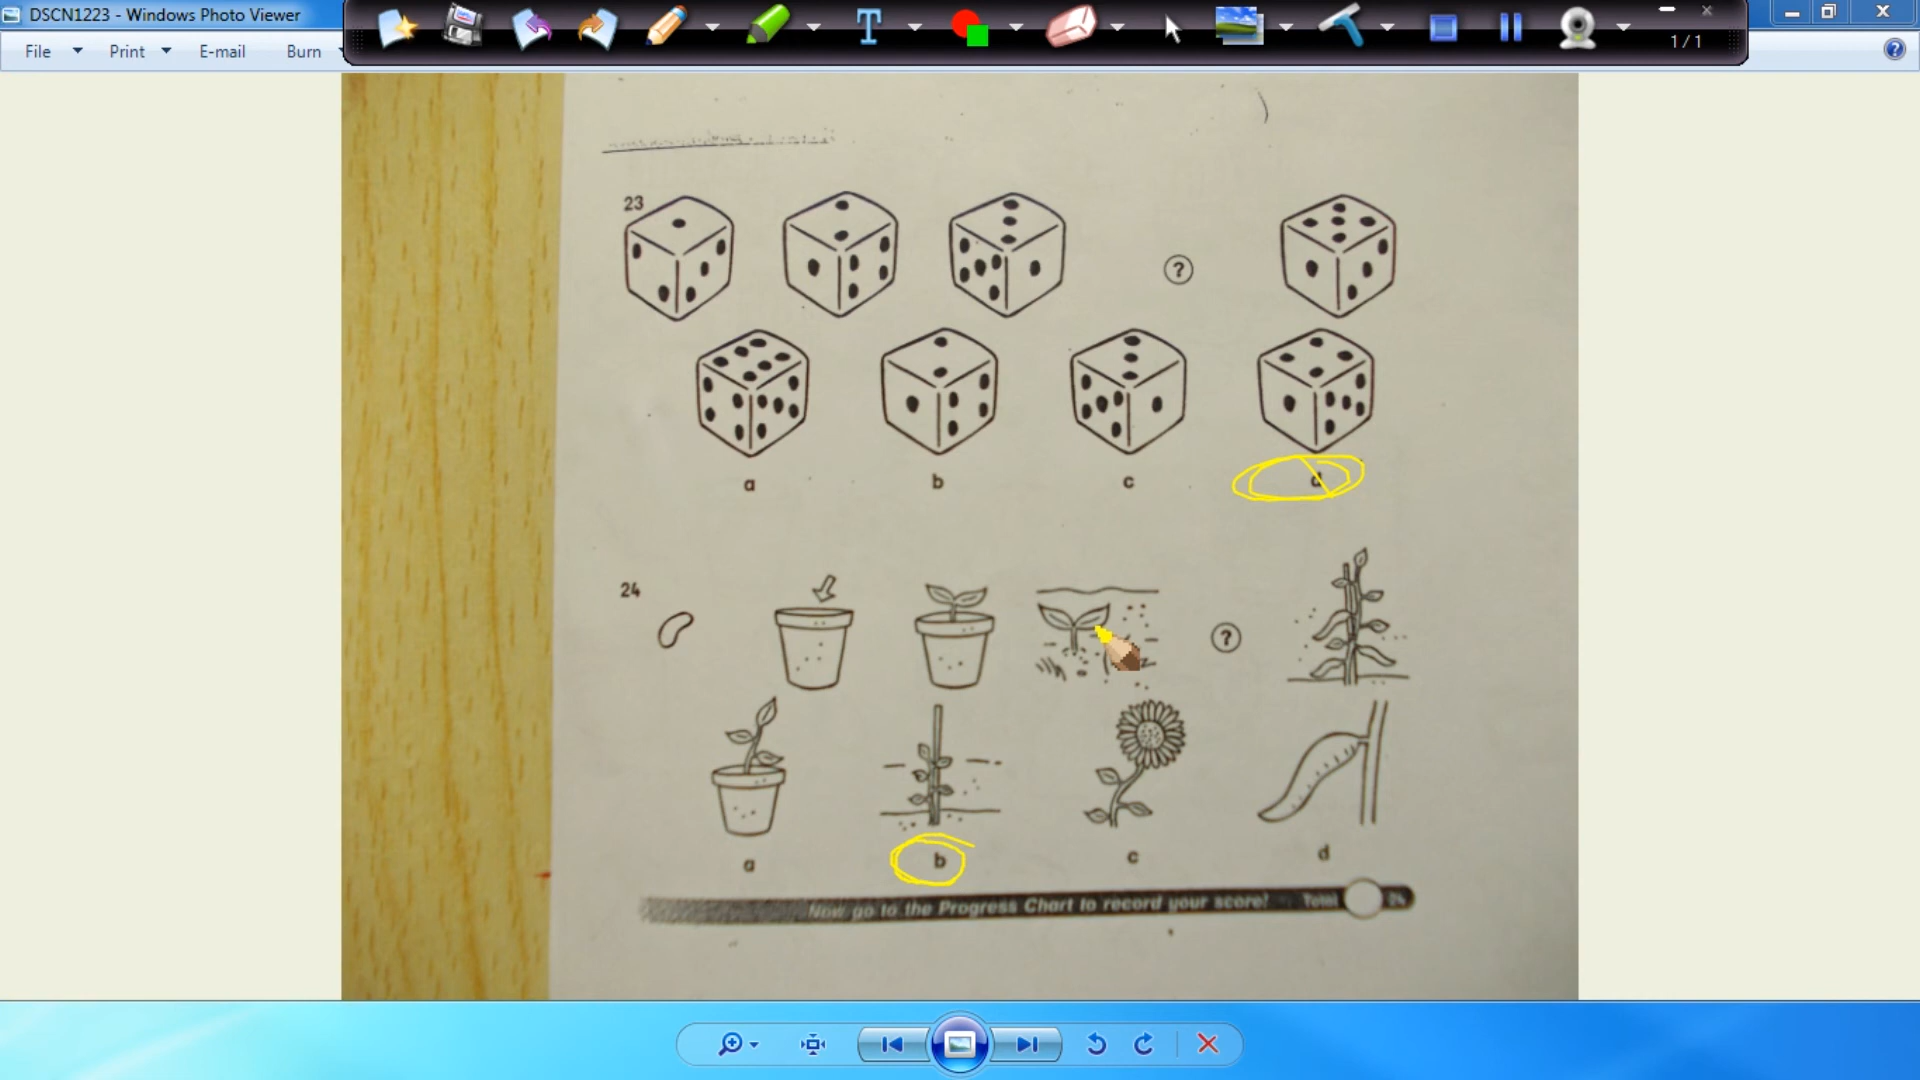 DSCN1223 - Windows Photo Viewer
File Print E-mail Burn
1 / 1
23
?
a b c d
24
?
a b c d
Now go to the Progress Chart to record your score! Total 24